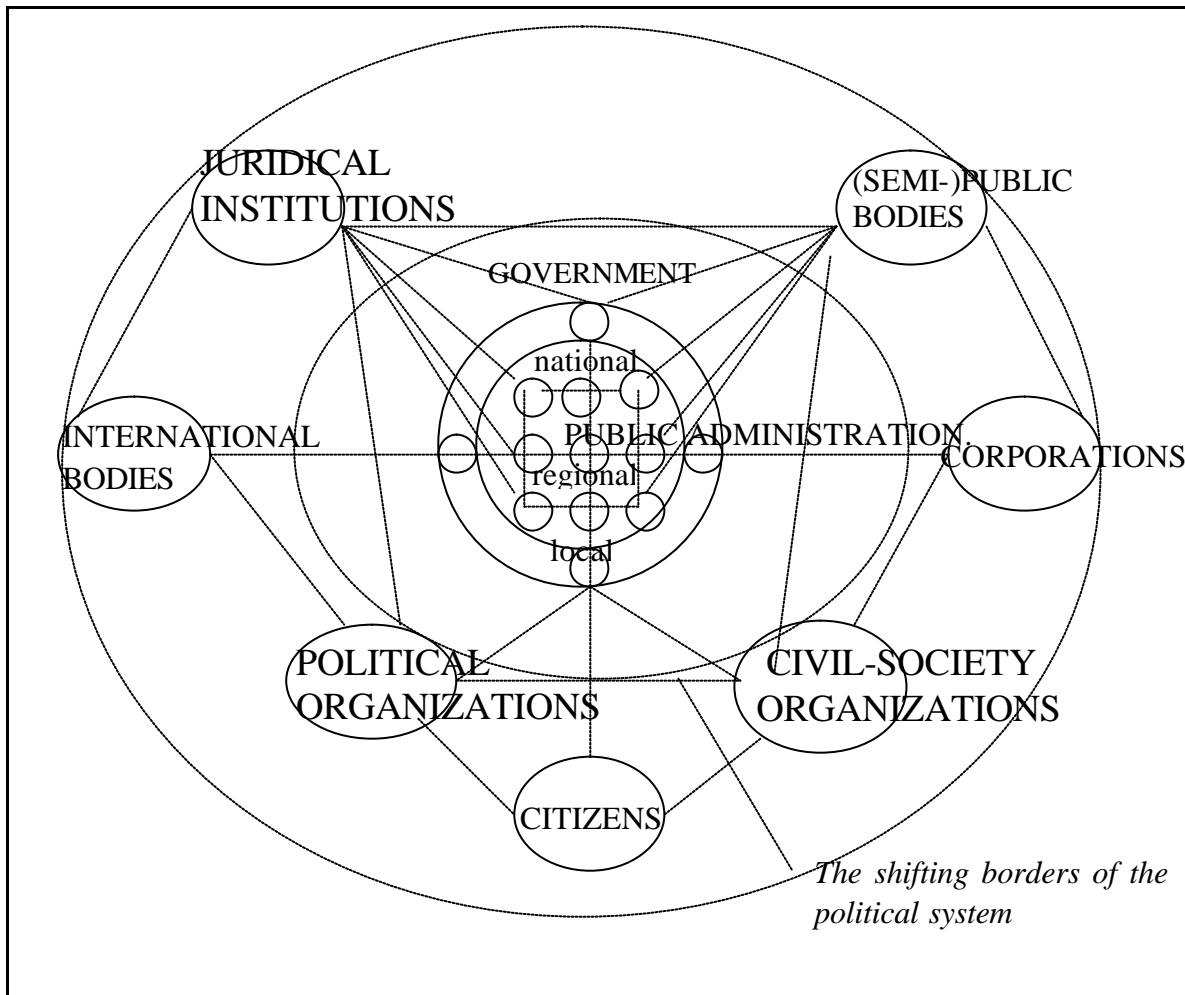 JURIDICAL
INSTITUTIONS
(SEMI-)PUBLIC
BODIES
GOVERNMENT
national
INTERNATIONAL
BODIES
PUBLIC ADMINISTRATION.
CORPORATIONS
regional
local
POLITICAL
ORGANIZATIONS
CIVIL-SOCIETY
ORGANIZATIONS
CITIZENS
The shifting borders of the
political system